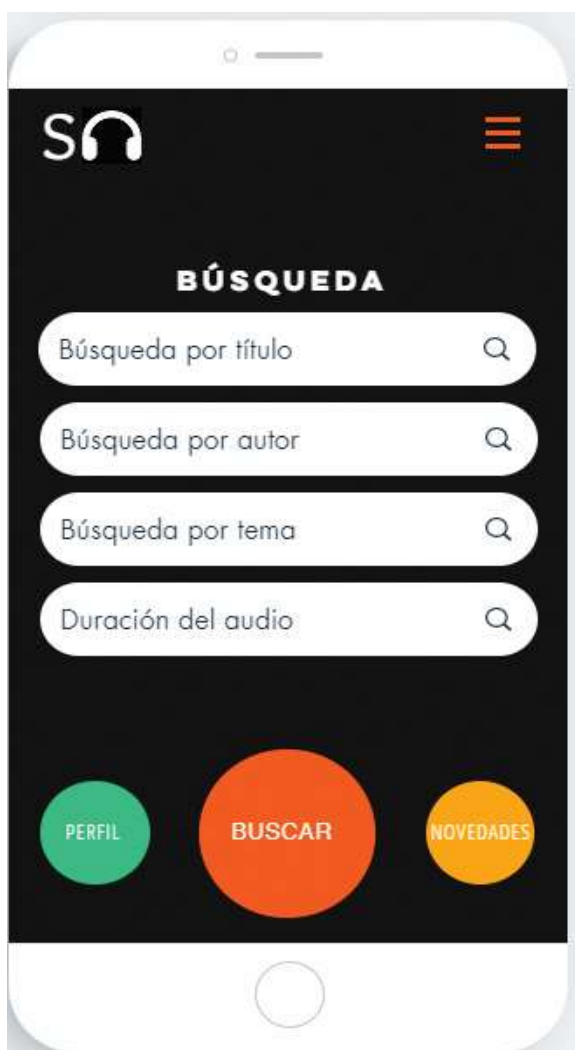 S
BÚSQUEDA
Búsqueda por título
Búsqueda por autor
Búsqueda por tema
Duración del audio
PERFIL
BUSCAR
NOVEDADES